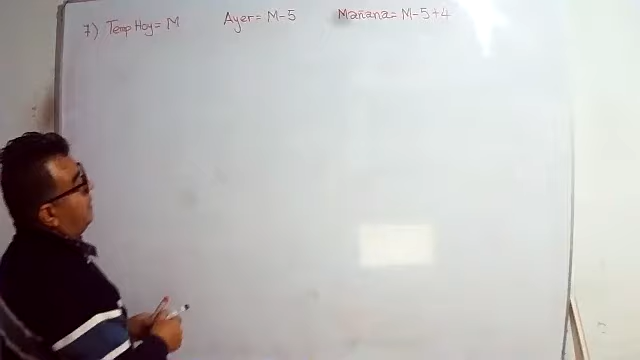 7) Temp Hoy = M Ayer = M-5 Mañana = M-5+4